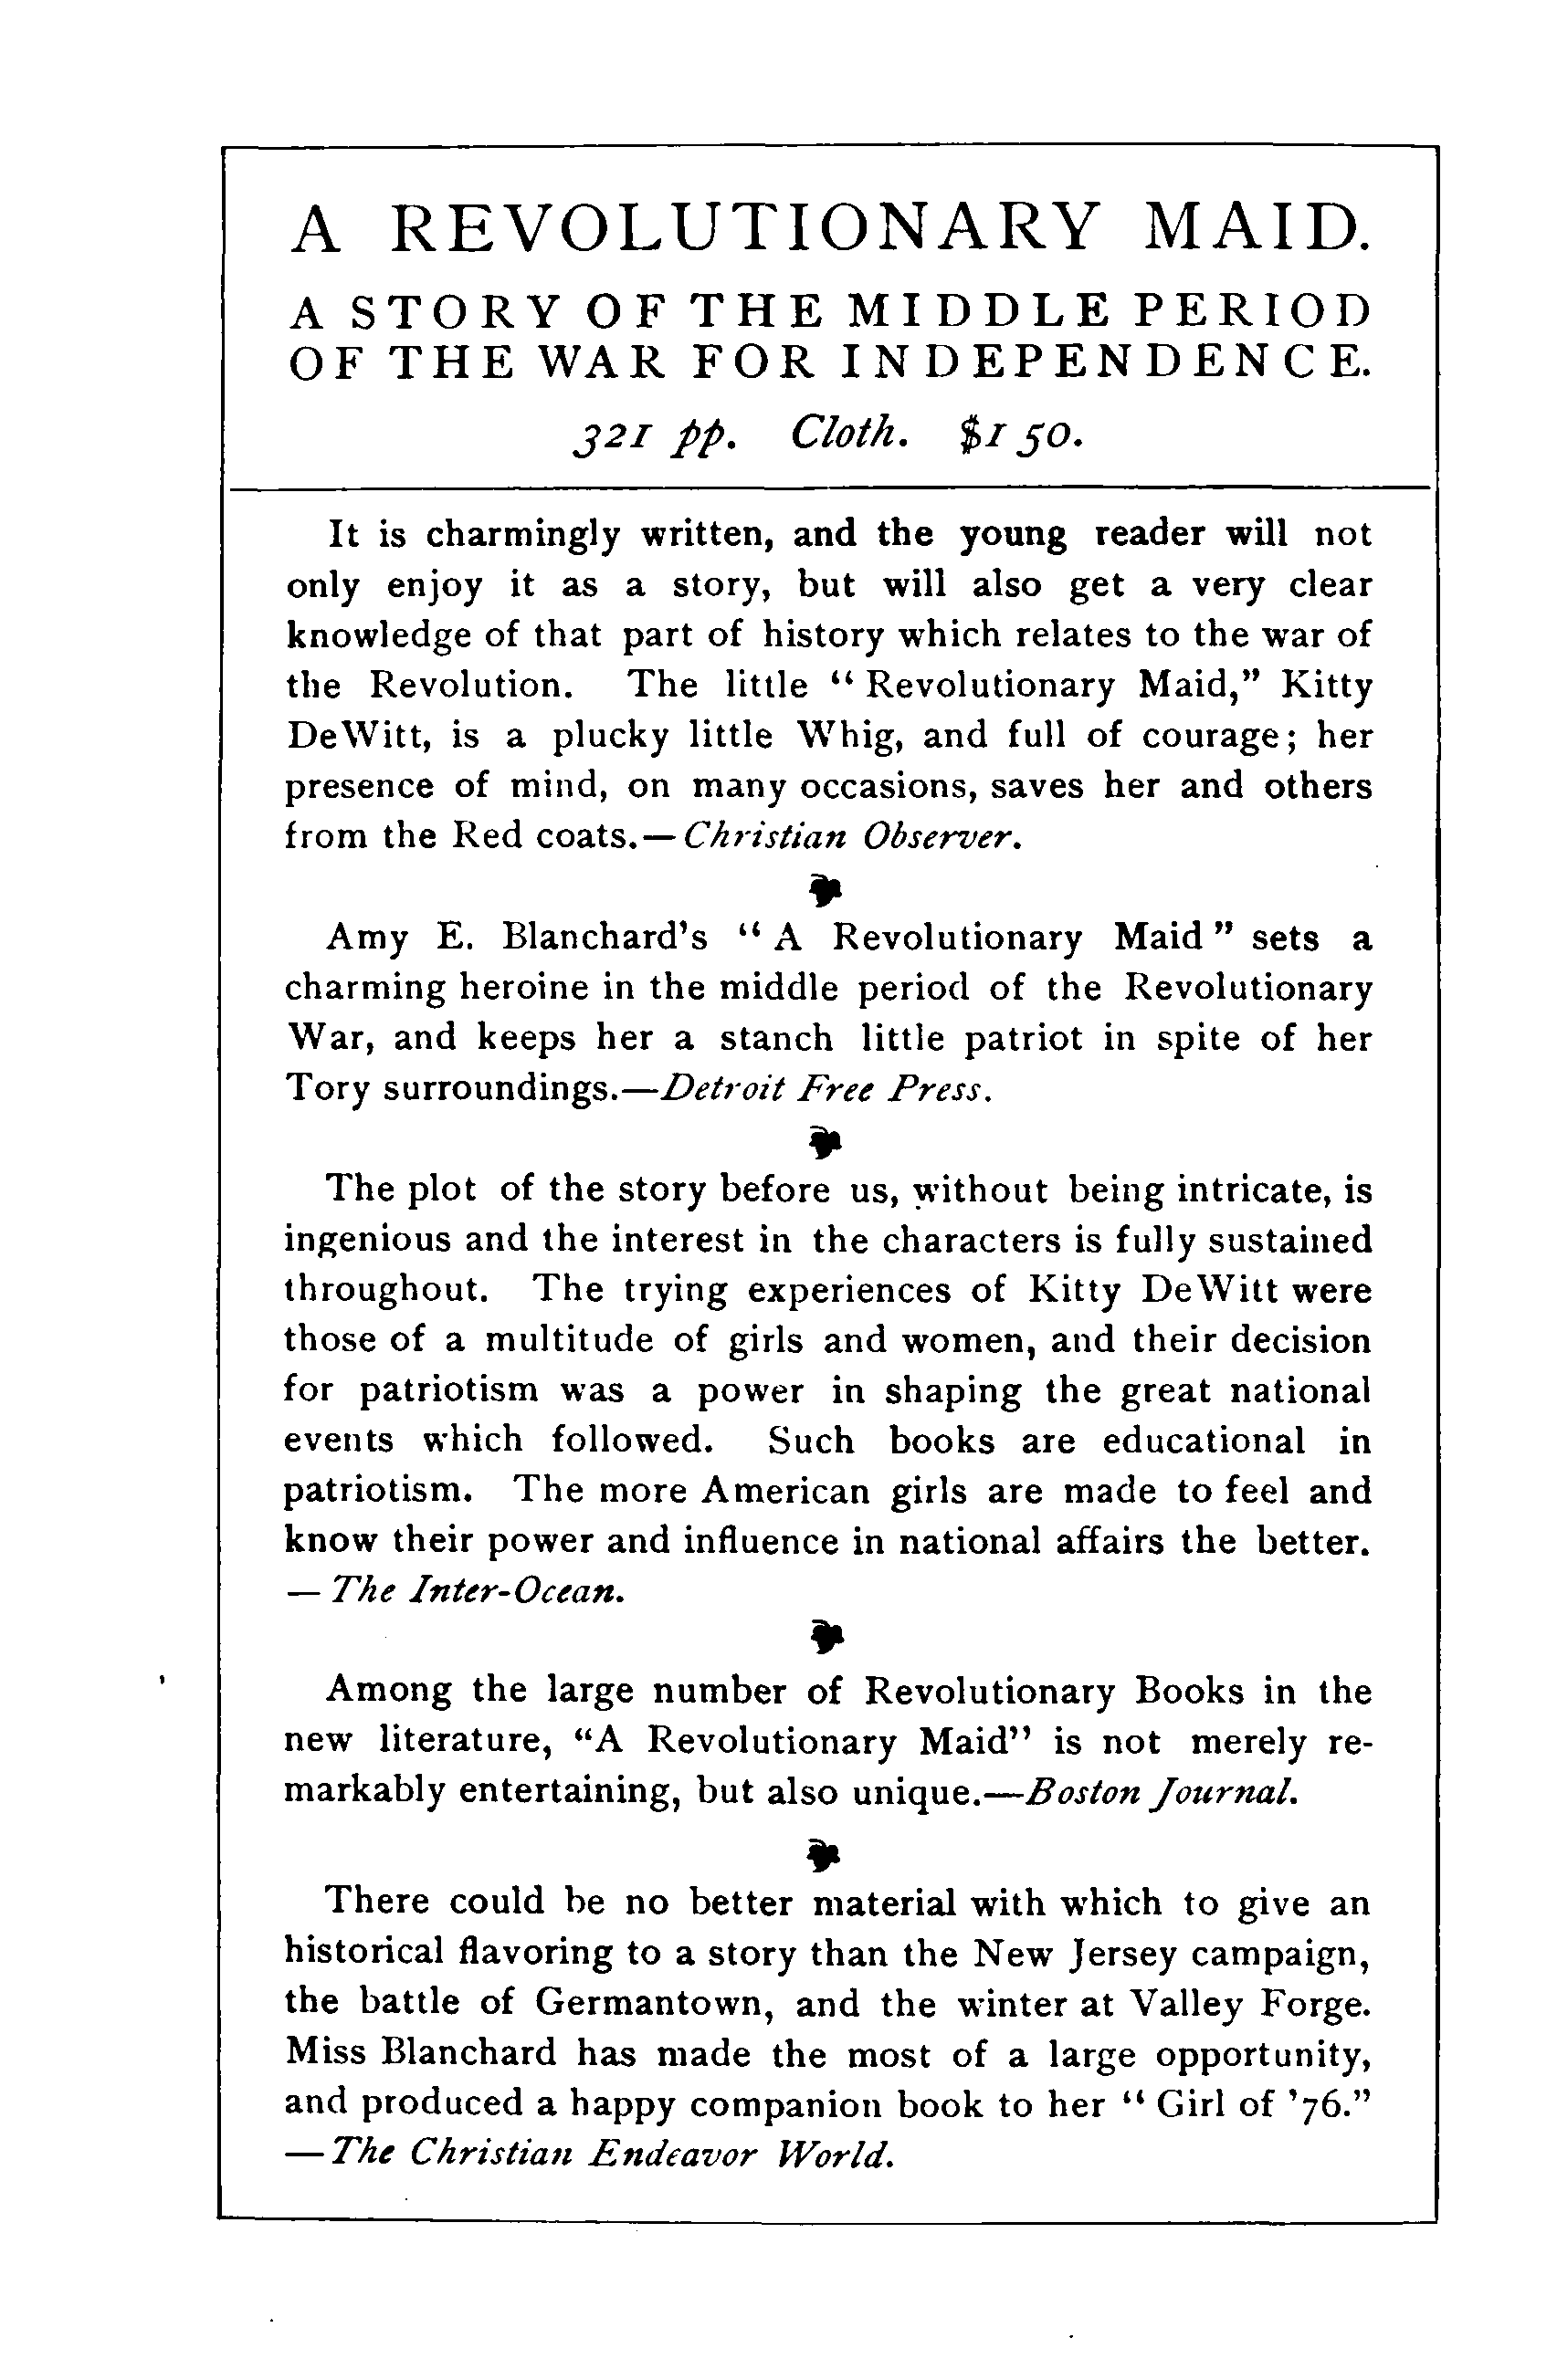 A REVOLUTIONARY MAID.
A STORY OF THE MIDDLE PERIOD
OF THE WAR FOR INDEPENDENCE.
321 pp. Cloth. $1 50.
It is charmingly written, and the young reader will not
only enjoy it as a story, but will also get a very clear
knowledge of that part of history which relates to the war of
the Revolution. The little “Revolutionary Maid,” Kitty
DeWitt, is a plucky little Whig, and full of courage; her
presence of mind, on many occasions, saves her and others
from the Red coats.—Christian Observer.
Amy E. Blanchard’s “A Revolutionary Maid” sets a
charming heroine in the middle period of the Revolutionary
War, and keeps her a stanch little patriot in spite of her
Tory surroundings.—Detroit Free Press.
The plot of the story before us, without being intricate, is
ingenious and the interest in the characters is fully sustained
throughout. The trying experiences of Kitty DeWitt were
those of a multitude of girls and women, and their decision
for patriotism was a power in shaping the great national
events which followed. Such books are educational in
patriotism. The more American girls are made to feel and
know their power and influence in national affairs the better.
—The Inter-Ocean.
Among the large number of Revolutionary Books in the
new literature, “A Revolutionary Maid” is not merely re-
markably entertaining, but also unique.—Boston Journal.
There could be no better material with which to give an
historical flavoring to a story than the New Jersey campaign,
the battle of Germantown, and the winter at Valley Forge.
Miss Blanchard has made the most of a large opportunity,
and produced a happy companion book to her “Girl of ’76.”
—The Christian Endeavor World.